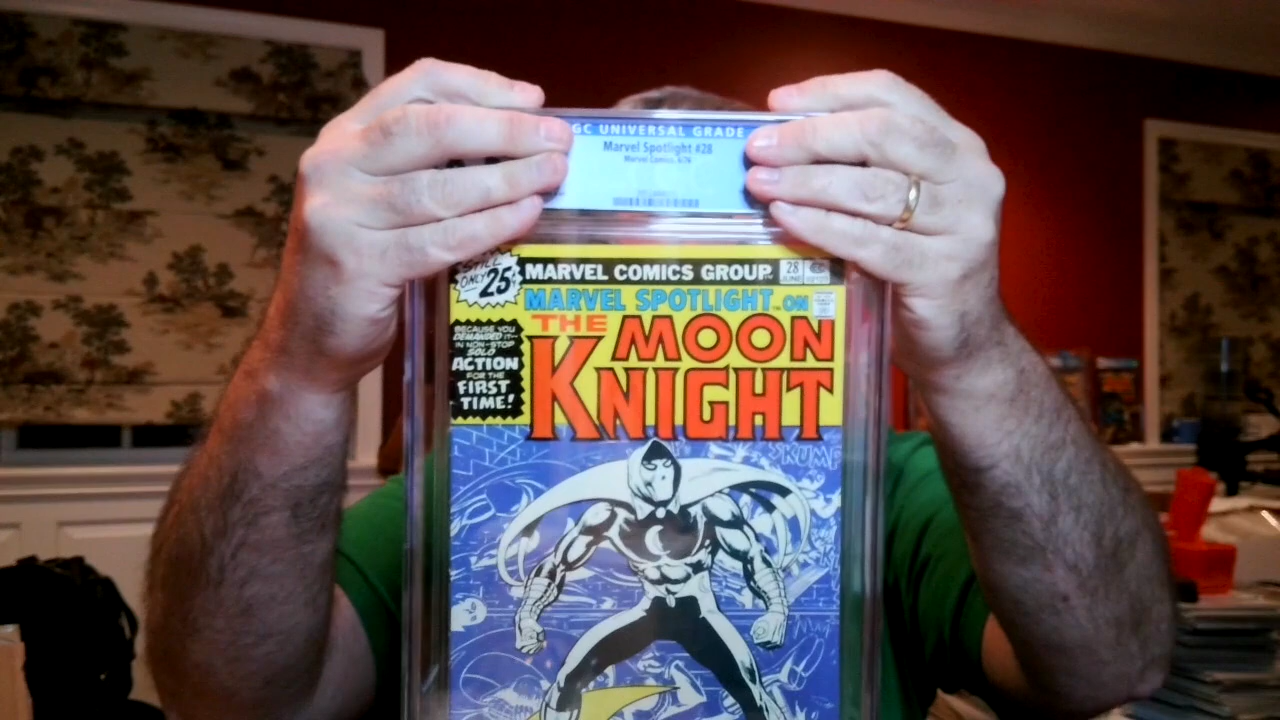 GC UNIVERSAL GRADE
Marvel Spotlight #28
Marvel Comics, 6/76
STILL ONLY 25¢
MARVEL COMICS GROUP.
28
JUNE
MARVEL SPOTLIGHT ON
THE MOON
KNIGHT
BECAUSE YOU
DEMANDED IT--
IN NON-STOP
SOLO
ACTION
FOR THE
FIRST
TIME!
SKUMP